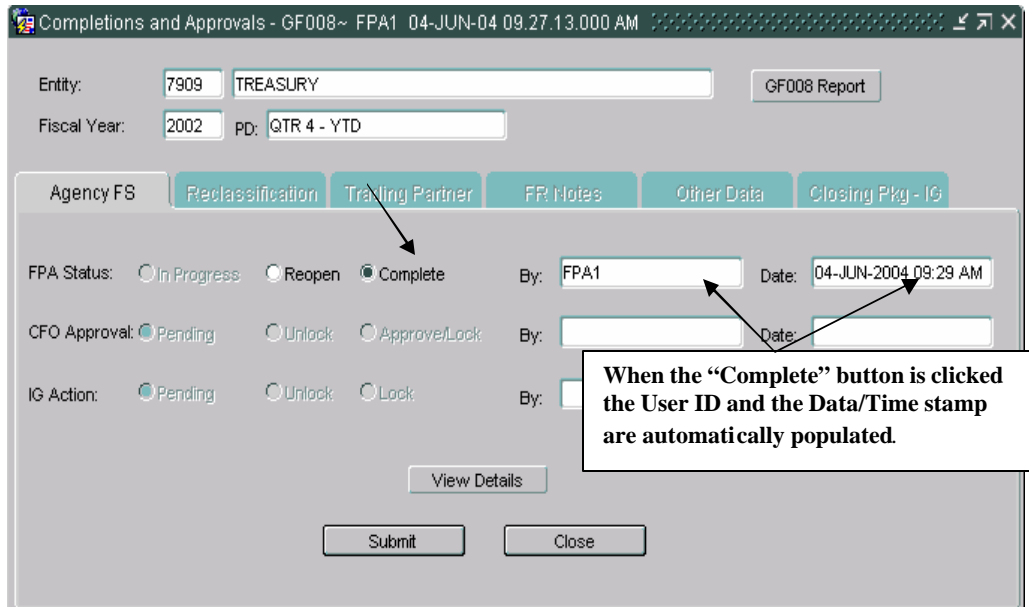 Completions and Approvals - GF008~ FPA1 04-JUN-04 09.27.13.000 AM
Entity: 7909 TREASURY GF008 Report
Fiscal Year: 2002 PD: QTR 4 - YTD
Agency FS Reclassification Trading Partner FR Notes Other Data Closing Pkg - IG
FPA Status: In Progress Reopen Complete By: FPA1 Date: 04-JUN-2004 09:29 AM
CFO Approval: Pending Unlock Approve/Lock By: Date:
IG Action: Pending Unlock Lock By:
When the “Complete” button is clicked
the User ID and the Data/Time stamp
are automatically populated.
View Details
Submit Close